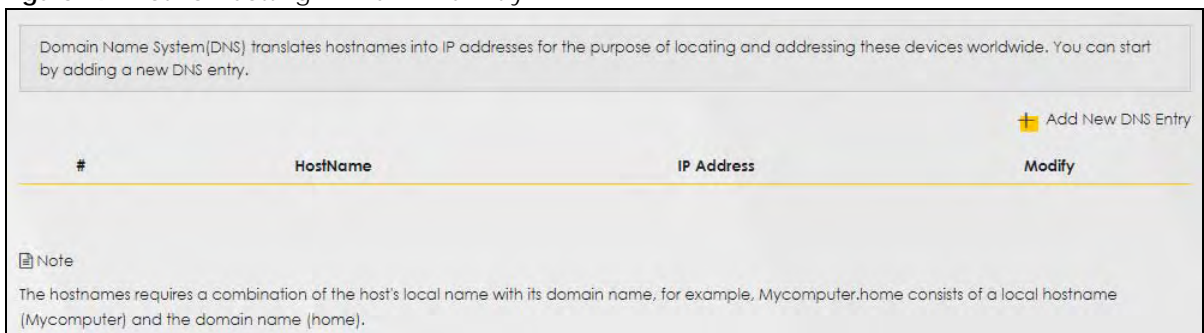 Domain Name System(DNS) translates hostnames into IP addresses for the purpose of locating and addressing these devices worldwide. You can start
by adding a new DNS entry.
+ Add New DNS Entry
# HostName IP Address Modify
Note
The hostnames requires a combination of the host's local name with its domain name, for example, Mycomputer.home consists of a local hostname
(Mycomputer) and the domain name (home).